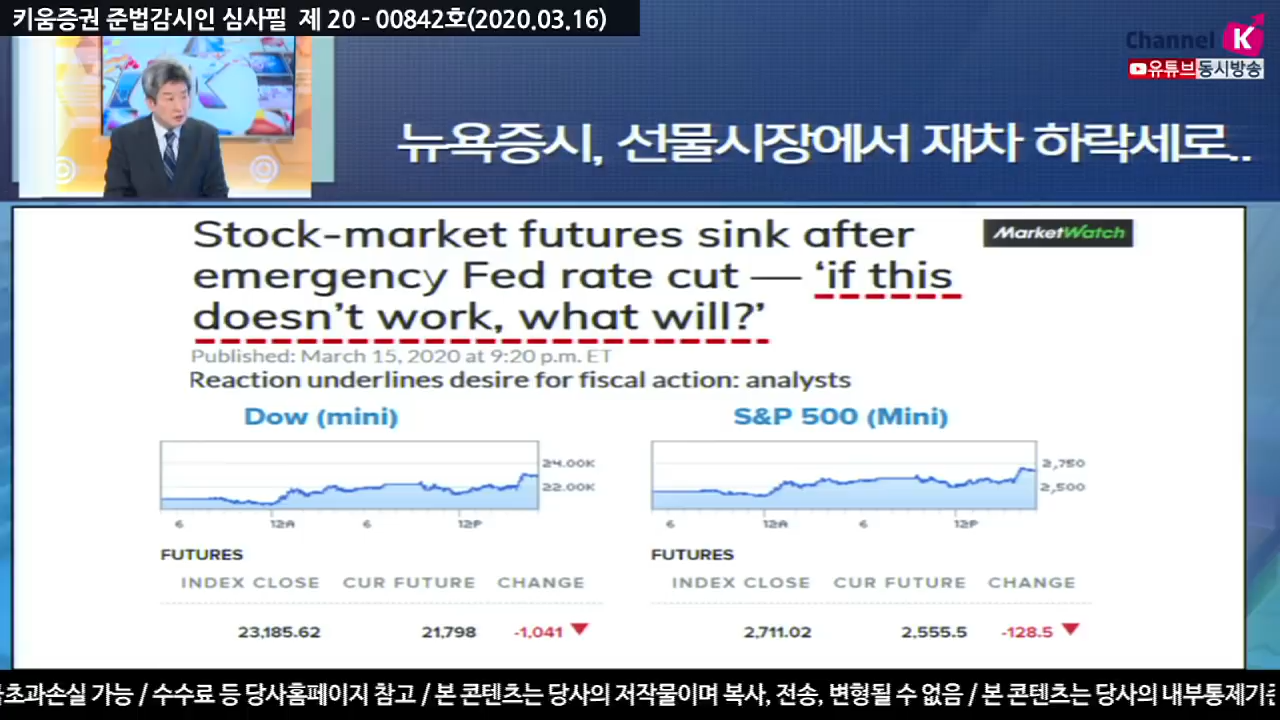 키움증권 준법감시인 심사필 제 20 - 00842호(2020.03.16)
Channel K
유튜브 동시방송
뉴욕증시, 선물시장에서 재차 하락세로..
Stock-market futures sink after
emergency Fed rate cut — ‘if this
doesn’t work, what will?’
MarketWatch
Published: March 15, 2020 at 9:20 p.m. ET
Reaction underlines desire for fiscal action: analysts
Dow (mini)
24.00K
22.00K
6 12A 6 12P
FUTURES
INDEX CLOSE CUR FUTURE CHANGE
23,185.62 21,798 -1,041 ▼
S&P 500 (Mini)
2,750
2,500
6 12A 6 12P
FUTURES
INDEX CLOSE CUR FUTURE CHANGE
2,711.02 2,555.5 -128.5 ▼
초과손실 가능 / 수수료 등 당사홈페이지 참고 / 본 콘텐츠는 당사의 저작물이며 복사, 전송, 변형될 수 없음 / 본 콘텐츠는 당사의 내부통제기준